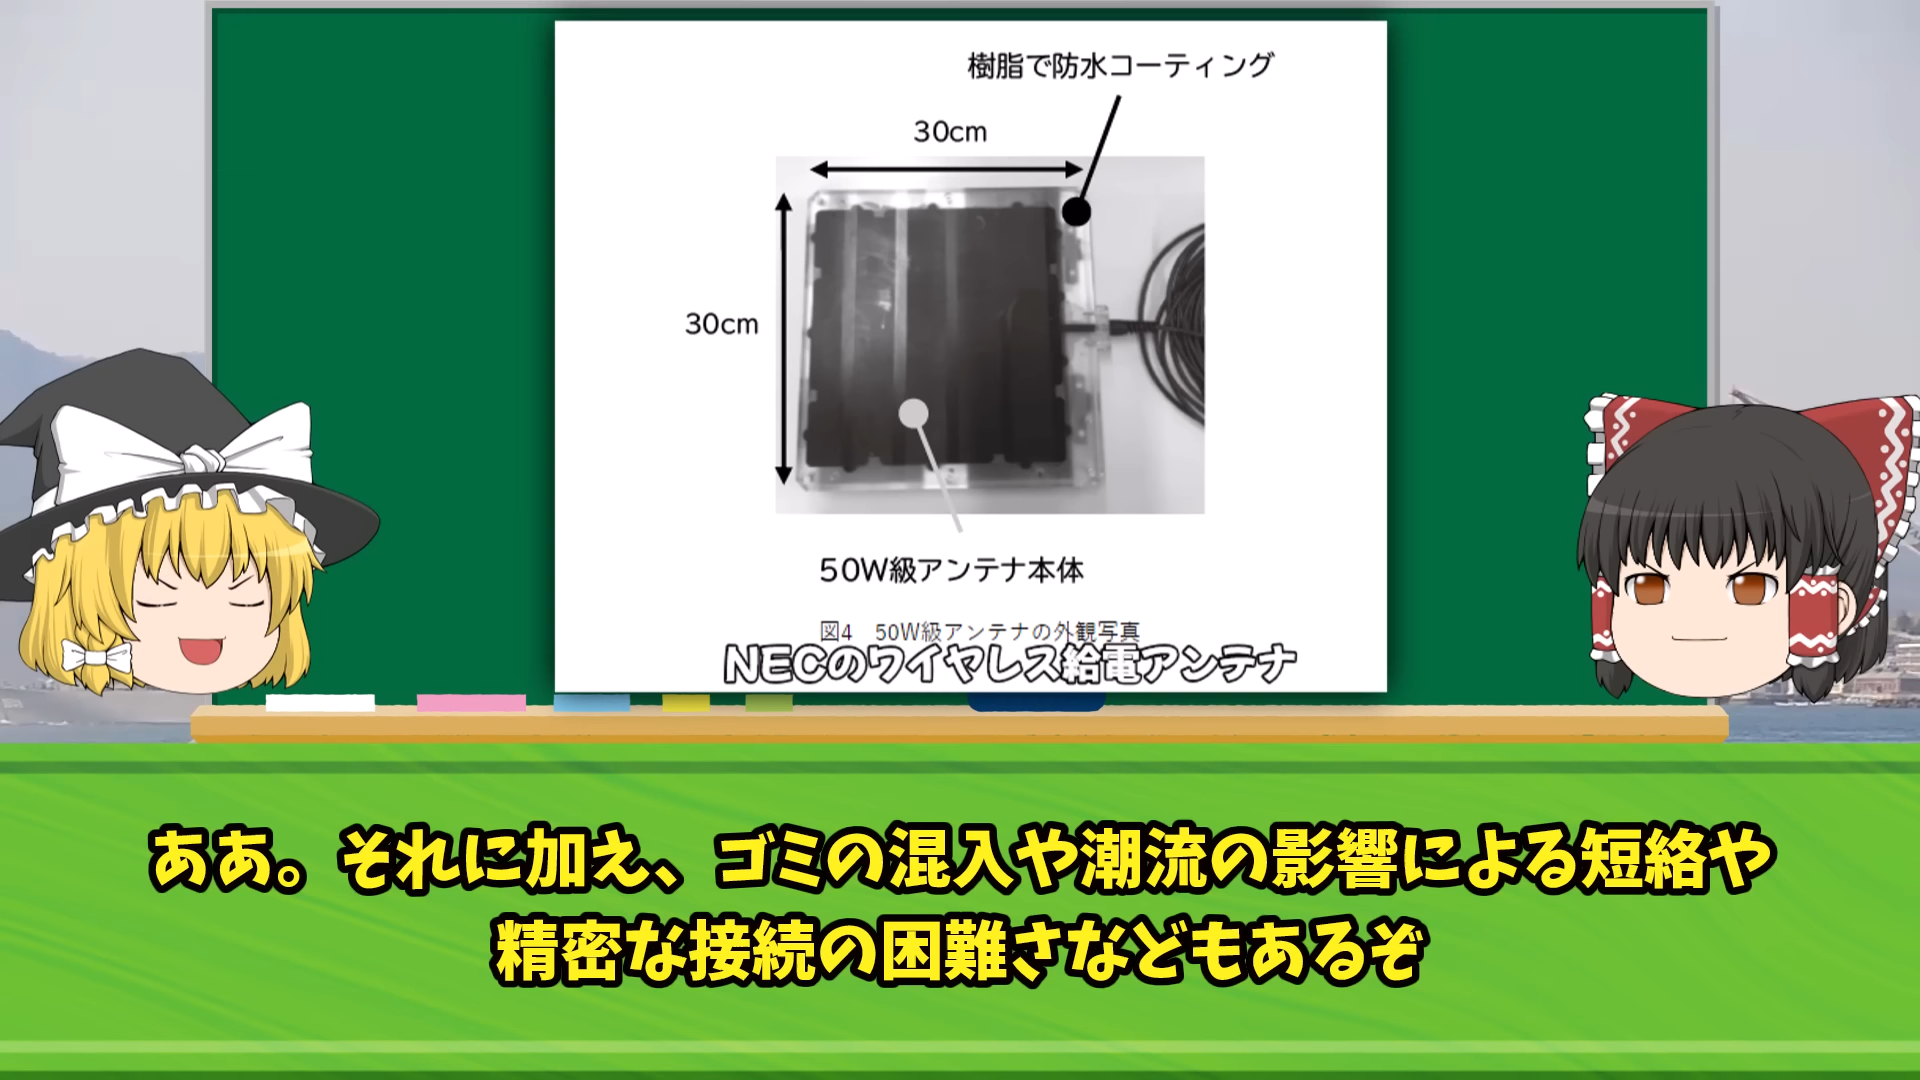 樹脂で防水コーティング
30cm
30cm
50W級アンテナ本体
図4 50W級アンテナの外観写真
NECのワイヤレス給電アンテナ
ああ。それに加え、ゴミの混入や潮流の影響による短絡や
精密な接続の困難さなどもあるぞ